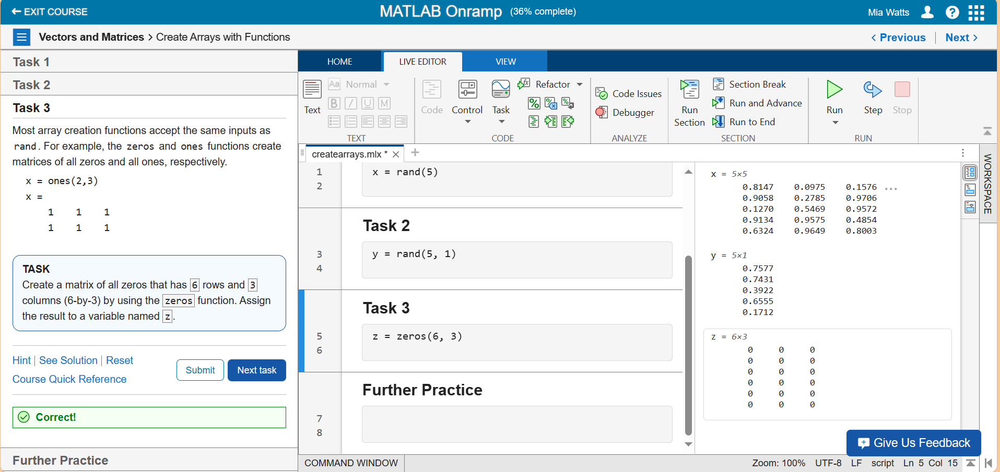 EXIT COURSE
MATLAB Onramp (36% complete)
Mia Watts
Vectors and Matrices > Create Arrays with Functions
< Previous | Next >
Task 1
Task 2
Task 3
Most array creation functions accept the same inputs as
rand. For example, the zeros and ones functions create
matrices of all zeros and all ones, respectively.
x = ones(2,3)
x =
1 1 1
1 1 1
TASK
Create a matrix of all zeros that has 6 rows and 3
columns (6-by-3) by using the zeros function. Assign
the result to a variable named z.
Hint | See Solution | Reset
Course Quick Reference
Submit
Next task
Correct!
Further Practice
HOME
LIVE EDITOR
VIEW
Text
Aa Normal
B I U M
TEXT
Code
Control
Task
Refactor
CODE
Code Issues
Debugger
ANALYZE
Run
Section
Section Break
Run and Advance
Run to End
SECTION
Run
Step
Stop
RUN
createarrays.mlx *
1 x = rand(5)
2
Task 2
3 y = rand(5, 1)
4
Task 3
5 z = zeros(6, 3)
6
Further Practice
7
8
x = 5×5
0.8147 0.0975 0.1576 ...
0.9058 0.2785 0.9706
0.1270 0.5469 0.9572
0.9134 0.9575 0.4854
0.6324 0.9649 0.8003
y = 5×1
0.7577
0.7431
0.3922
0.6555
0.1712
z = 6×3
0 0 0
0 0 0
0 0 0
0 0 0
0 0 0
0 0 0
WORKSPACE
Give Us Feedback
COMMAND WINDOW
Zoom: 100% UTF-8 LF script Ln 5 Col 15